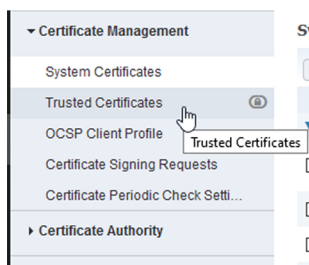 Certificate Management
System Certificates
Trusted Certificates
Trusted Certificates
OCSP Client Profile
Certificate Signing Requests
Certificate Periodic Check Setti...
Certificate Authority